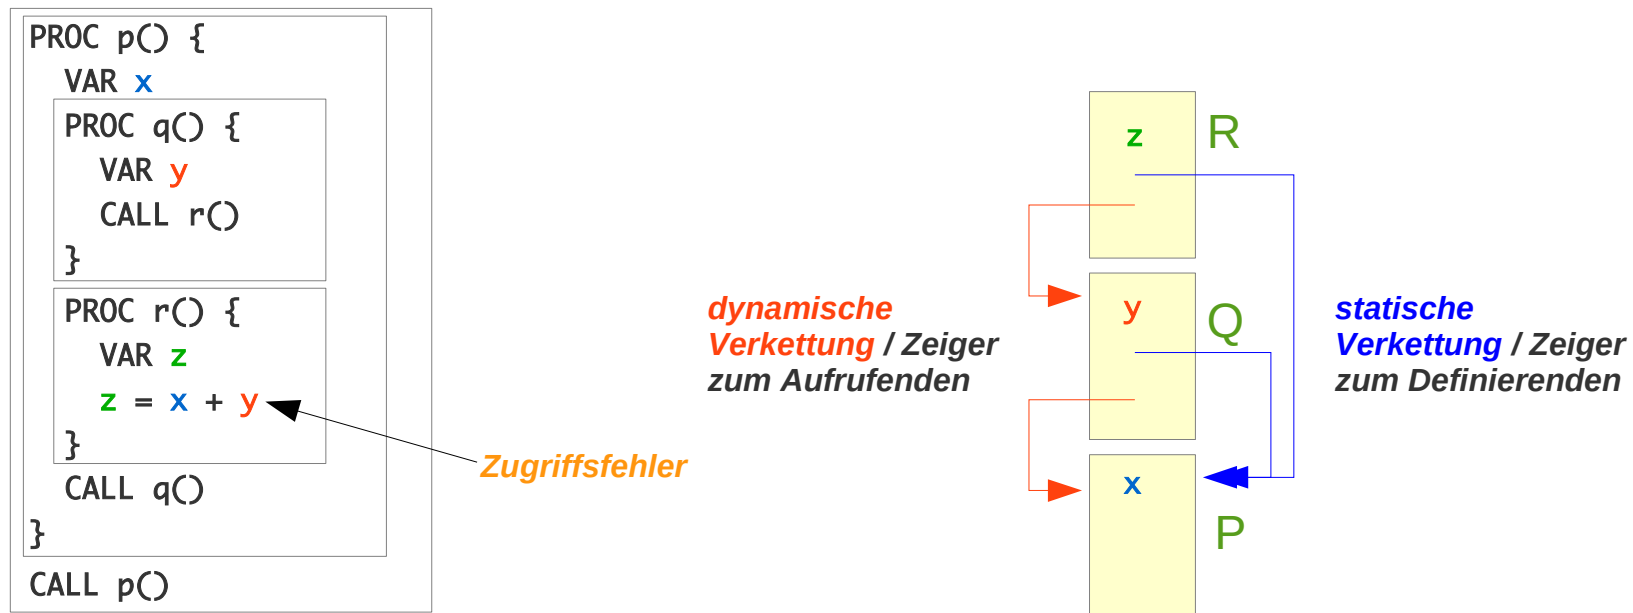 PROC p() {
VAR x
PROC q() {
VAR y
CALL r()
}
PROC r() {
VAR z
z = x + y
}
CALL q()
}
CALL p()
Zugriffsfehler
dynamische
Verkettung / Zeiger
zum Aufrufenden
z
R
y
Q
x
P
statische
Verkettung / Zeiger
zum Definierenden